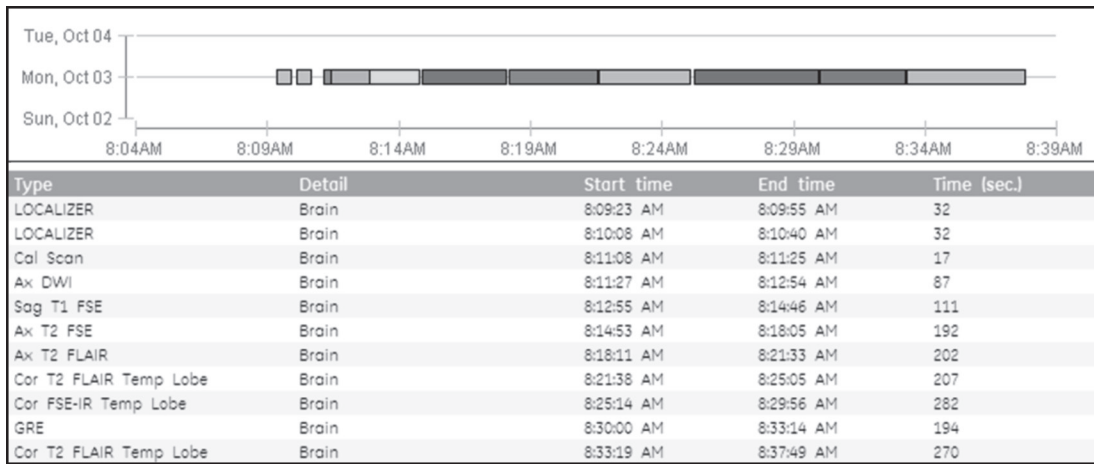 Tue, Oct 04
Mon, Oct 03
Sun, Oct 02
8:04AM 8:09AM 8:14AM 8:19AM 8:24AM 8:29AM 8:34AM 8:39AM
Type Detail Start time End time Time (sec.)
LOCALIZER Brain 8:09:23 AM 8:09:55 AM 32
LOCALIZER Brain 8:10:08 AM 8:10:40 AM 32
Cal Scan Brain 8:11:08 AM 8:11:25 AM 17
Ax DWI Brain 8:11:27 AM 8:12:54 AM 87
Sag T1 FSE Brain 8:12:55 AM 8:14:46 AM 111
Ax T2 FSE Brain 8:14:53 AM 8:18:05 AM 192
Ax T2 FLAIR Brain 8:18:11 AM 8:21:33 AM 202
Cor T2 FLAIR Temp Lobe Brain 8:21:38 AM 8:25:05 AM 207
Cor FSE-IR Temp Lobe Brain 8:25:14 AM 8:29:56 AM 282
GRE Brain 8:30:00 AM 8:33:14 AM 194
Cor T2 FLAIR Temp Lobe Brain 8:33:19 AM 8:37:49 AM 270